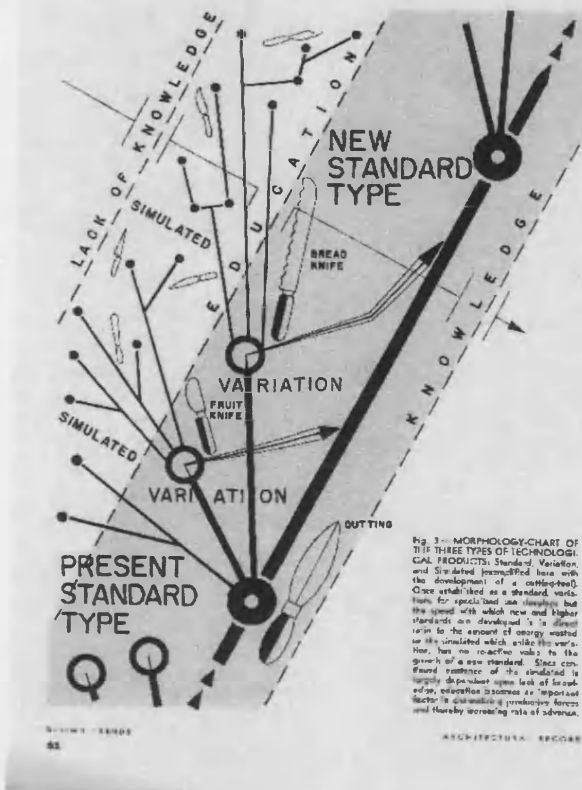 LACK OF KNOWLEDGE
EDUCATION
KNOWLEDGE
NEW
STANDARD
TYPE
SIMULATED
BREAD
KNIFE
VARIATION
FRUIT
KNIFE
SIMULATED
VARIATION
CUTTING
PRESENT
STANDARD
TYPE
Fig. 3 — MORPHOLOGY-CHART OF
THE THREE TYPES OF TECHNOLOGI-
CAL PRODUCTS: Standard, Variation,
and Simulated (exemplified here with
the development of a cutting-tool).
Once established as a standard, varia-
tions for specialized use develops but
the speed with which new and higher
standards are developed is in direct
ratio to the amount of energy wasted
on the simulated which unlike the varia-
tion, has no re-active value to the
growth of a new standard. Since con-
tinued existence of the simulated is
largely dependent upon lack of knowl-
edge, education becomes an important
factor in productive forces
and thereby increasing rate of advance.
TRENDS
ARCHITECTURAL RECORD